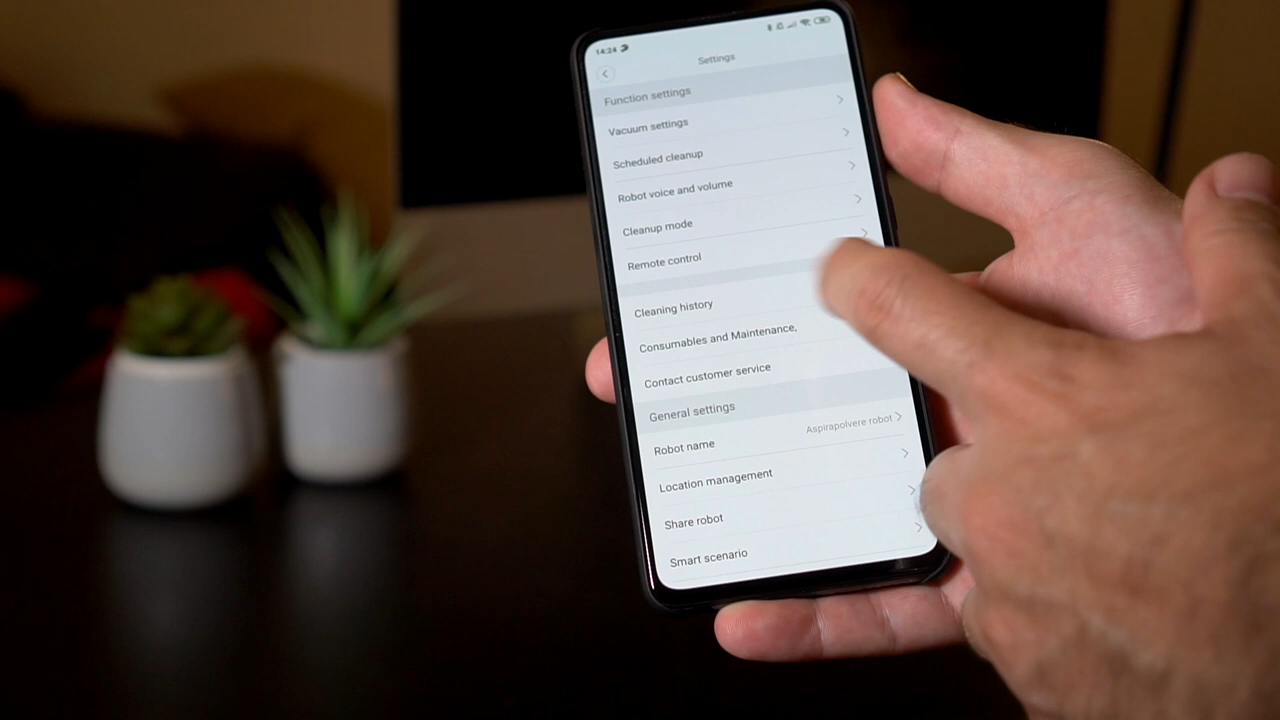 14:24
Settings
Function settings
Vacuum settings
Scheduled cleanup
Robot voice and volume
Cleanup mode
Remote control
Cleaning history
Consumables and Maintenance,
Contact customer service
General settings
Robot name Aspirapolvere robot
Location management
Share robot
Smart scenario